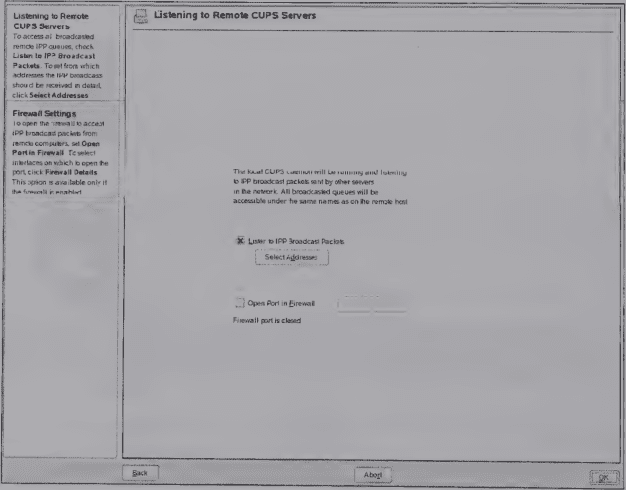 Listening to Remote
CUPS Servers
To access all broadcasted
remote IPP queues, check
Listen to IPP Broadcast
Packets. To set from which
addresses the IPP broadcass
should be received in detail,
click Select Addresses
Firewall Settings
To open the firewall to accept
IPP broadcast packets from
remote computers, set Open
Port in Firewall. To select
interfaces on which to open the
port, click Firewall Details.
This option is available only if
the firewall is enabled
Listening to Remote CUPS Servers
The local CUPS daemon will be running and listening
to IPP broadcast packets sent by other servers
in the network. All broadcasted queues will be
accessible under the same names as on the remote host
Listen to IPP Broadcast Packets
Select Addresses
Open Port in Firewall
Firewall port is closed
Back
Abort
OK